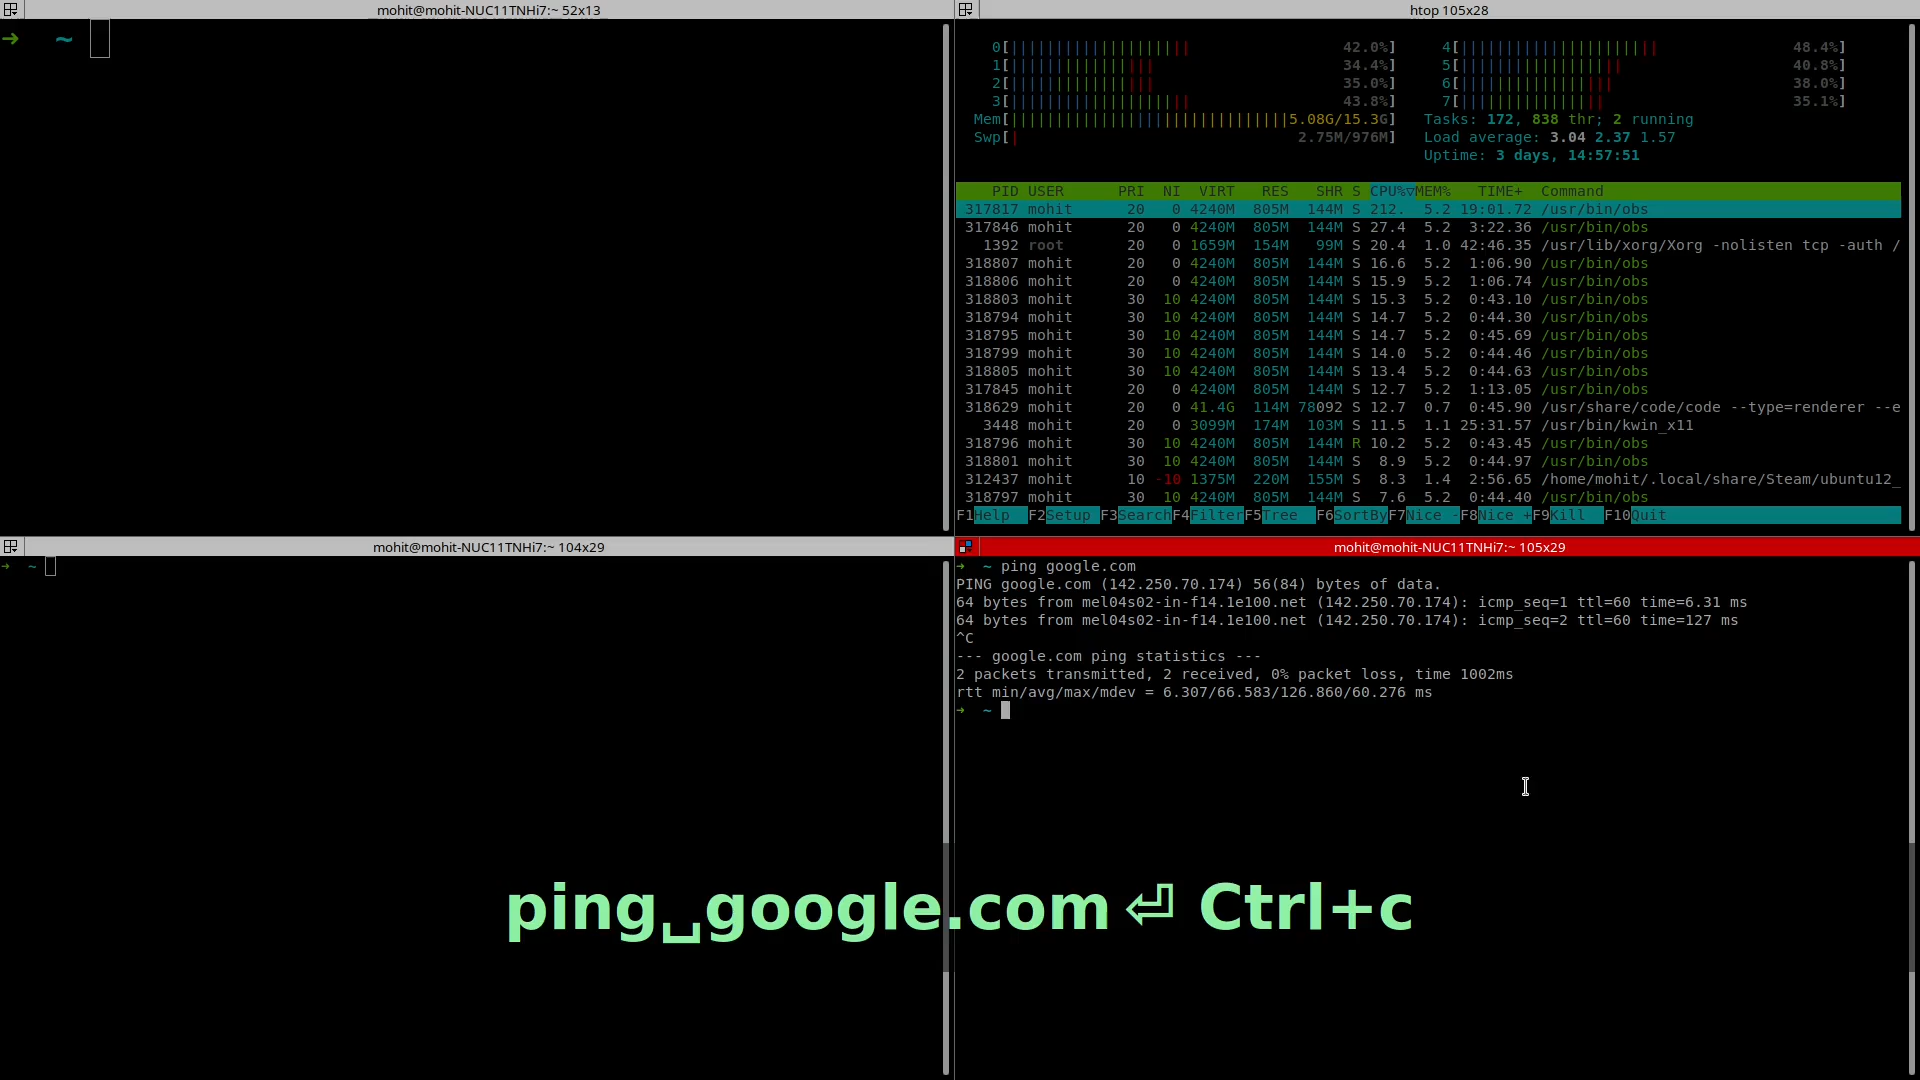 mohit@mohit-NUC11TNHi7:~ 52x13
➜ ~
htop 105x28
0[||||||||||||||||||||42.0%] 4[||||||||||||||||||||||48.4%]
1[||||||||||||||||34.4%] 5[||||||||||||||||||40.8%]
2[||||||||||||||||35.0%] 6[|||||||||||||||||38.0%]
3[||||||||||||||||||||43.8%] 7[||||||||||||||||35.1%]
Mem[|||||||||||||||||||||||||||||||5.08G/15.3G] Tasks: 172, 838 thr; 2 running
Swp[| 2.75M/976M] Load average: 3.04 2.37 1.57
Uptime: 3 days, 14:57:51
PID USER PRI NI VIRT RES SHR S CPU%▽MEM% TIME+ Command
317817 mohit 20 0 4240M 805M 144M S 212. 5.2 19:01.72 /usr/bin/obs
317846 mohit 20 0 4240M 805M 144M S 27.4 5.2 3:22.36 /usr/bin/obs
1392 root 20 0 1659M 154M 99M S 20.4 1.0 42:46.35 /usr/lib/xorg/Xorg -nolisten tcp -auth /
318807 mohit 20 0 4240M 805M 144M S 16.6 5.2 1:06.90 /usr/bin/obs
318806 mohit 20 0 4240M 805M 144M S 15.9 5.2 1:06.74 /usr/bin/obs
318803 mohit 30 10 4240M 805M 144M S 15.3 5.2 0:43.10 /usr/bin/obs
318794 mohit 30 10 4240M 805M 144M S 14.7 5.2 0:44.30 /usr/bin/obs
318795 mohit 30 10 4240M 805M 144M S 14.7 5.2 0:45.69 /usr/bin/obs
318799 mohit 30 10 4240M 805M 144M S 14.0 5.2 0:44.46 /usr/bin/obs
318805 mohit 30 10 4240M 805M 144M S 13.4 5.2 0:44.63 /usr/bin/obs
317845 mohit 20 0 4240M 805M 144M S 12.7 5.2 1:13.05 /usr/bin/obs
318629 mohit 20 0 41.4G 114M 78092 S 12.7 0.7 0:45.90 /usr/share/code/code --type=renderer --e
3448 mohit 20 0 3099M 174M 103M S 11.5 1.1 25:31.57 /usr/bin/kwin_x11
318796 mohit 30 10 4240M 805M 144M R 10.2 5.2 0:43.45 /usr/bin/obs
318801 mohit 30 10 4240M 805M 144M S 8.9 5.2 0:44.97 /usr/bin/obs
312437 mohit 10 -10 1375M 220M 155M S 8.3 1.4 2:56.65 /home/mohit/.local/share/Steam/ubuntu12_
318797 mohit 30 10 4240M 805M 144M S 7.6 5.2 0:44.40 /usr/bin/obs
F1Help F2Setup F3SearchF4FilterF5Tree F6SortByF7Nice -F8Nice +F9Kill F10Quit
mohit@mohit-NUC11TNHi7:~ 104x29
➜ ~
mohit@mohit-NUC11TNHi7:~ 105x29
➜ ~ ping google.com
PING google.com (142.250.70.174) 56(84) bytes of data.
64 bytes from mel04s02-in-f14.1e100.net (142.250.70.174): icmp_seq=1 ttl=60 time=6.31 ms
64 bytes from mel04s02-in-f14.1e100.net (142.250.70.174): icmp_seq=2 ttl=60 time=127 ms
^C
--- google.com ping statistics ---
2 packets transmitted, 2 received, 0% packet loss, time 1002ms
rtt min/avg/max/mdev = 6.307/66.583/126.860/60.276 ms
➜ ~
ping␣google.com⏎ Ctrl+c